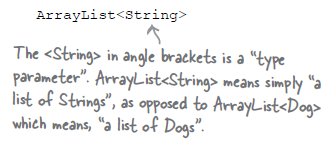 ArrayList<String>
The <String> in angle brackets is a "type
parameter". ArrayList<String> means simply "a
list of Strings", as opposed to ArrayList<Dog>
which means, "a list of Dogs".